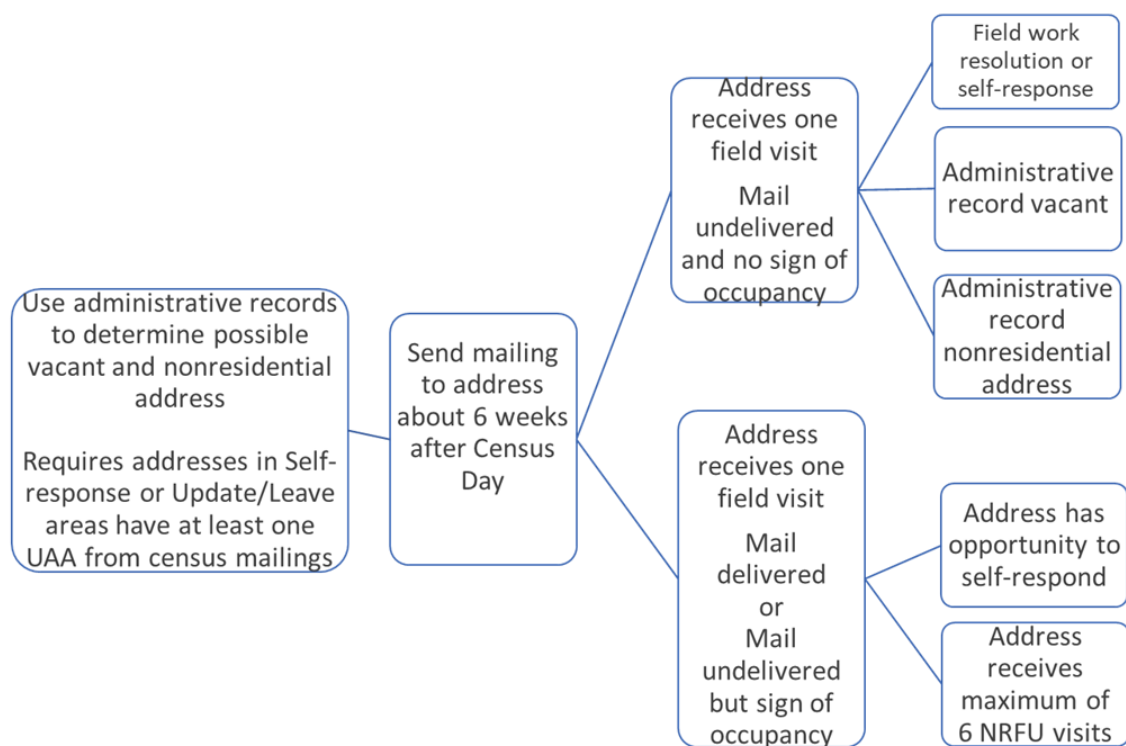 Use administrative records
to determine possible
vacant and nonresidential
address
Requires addresses in Self-
response or Update/Leave
areas have at least one
UAA from census mailings
Send mailing
to address
about 6 weeks
after Census
Day
Address
receives one
field visit
Mail
undelivered
and no sign of
occupancy
Field work
resolution or
self-response
Administrative
record vacant
Administrative
record
nonresidential
address
Address
receives one
field visit
Mail
delivered
or
Mail
undelivered
but sign of
occupancy
Address has
opportunity to
self-respond
Address
receives
maximum of
6 NRFU visits